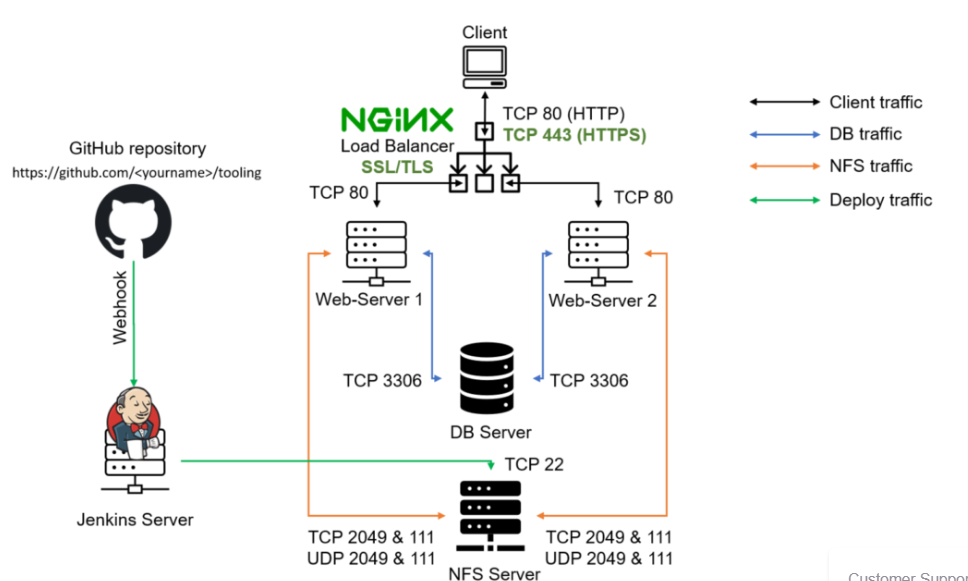 Client
NGINX
Load Balancer
SSL/TLS
TCP 80 (HTTP)
TCP 443 (HTTPS)
Client traffic
DB traffic
NFS traffic
Deploy traffic
GitHub repository
https://github.com/<yourname>/tooling
TCP 80
TCP 80
Webhook
Web-Server 1
Web-Server 2
TCP 3306
TCP 3306
DB Server
TCP 22
Jenkins Server
TCP 2049 & 111
UDP 2049 & 111
TCP 2049 & 111
UDP 2049 & 111
NFS Server
Customer Suppor